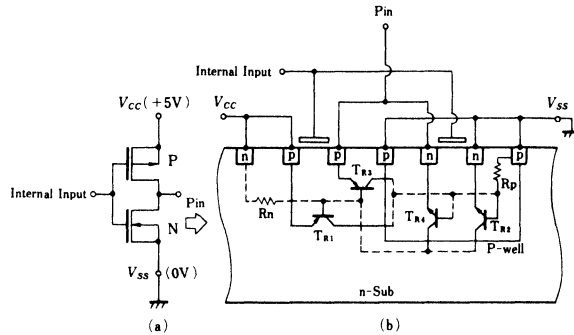 Pin
Internal Input
VCC
VSS
VCC(+5V)
P
Internal Input
Pin
N
VSS (0V)
(a)
n
p
p
p
n
n
p
TR3
Rp
Rn
TR1
TR4
TR2
P-well
n-Sub
(b)